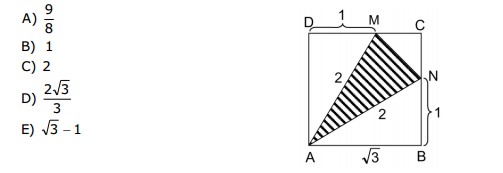 A) 9/8
B) 1
C) 2
D) 2√3/3
E) √3 – 1
1
D M C
2
N
2
1
A √3 B